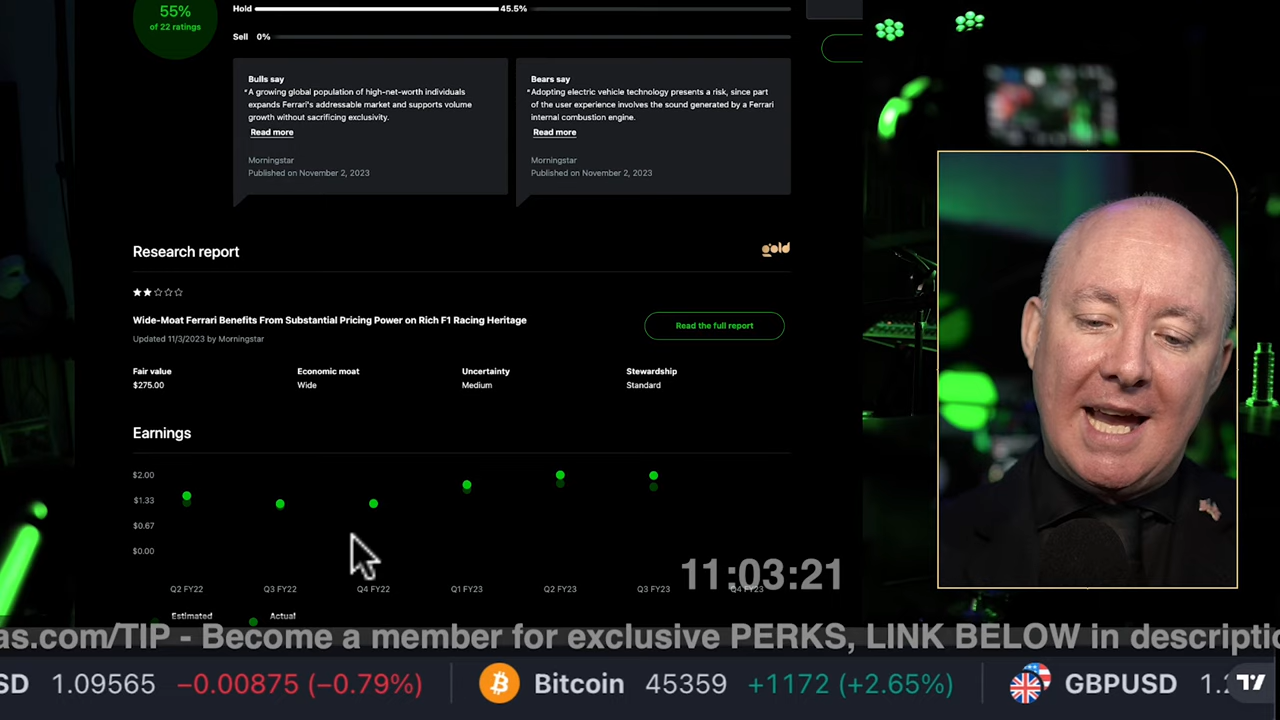 55%
of 22 ratings
Hold 45.5%
Sell 0%
Bulls say
"A growing global population of high-net-worth individuals
expands Ferrari's addressable market and supports volume
growth without sacrificing exclusivity.
Read more
Morningstar
Published on November 2, 2023
Bears say
"Adopting electric vehicle technology presents a risk, since part
of the user experience involves the sound generated by a Ferrari
internal combustion engine.
Read more
Morningstar
Published on November 2, 2023
Research report
gold
Wide-Moat Ferrari Benefits From Substantial Pricing Power on Rich F1 Racing Heritage
Updated 11/3/2023 by Morningstar
Read the full report
Fair value Economic moat Uncertainty Stewardship
$275.00 Wide Medium Standard
Earnings
$2.00
$1.33
$0.67
$0.00
Q2 FY22 Q3 FY22 Q4 FY22 Q1 FY23 Q2 FY23 Q3 FY23 Q4 FY23
Estimated Actual
11:03:21
as.com/TIP - Become a member for exclusive PERKS, LINK BELOW in descriptio
SD 1.09565 −0.00875 (−0.79%) Bitcoin 45359 +1172 (+2.65%) GBPUSD 1.